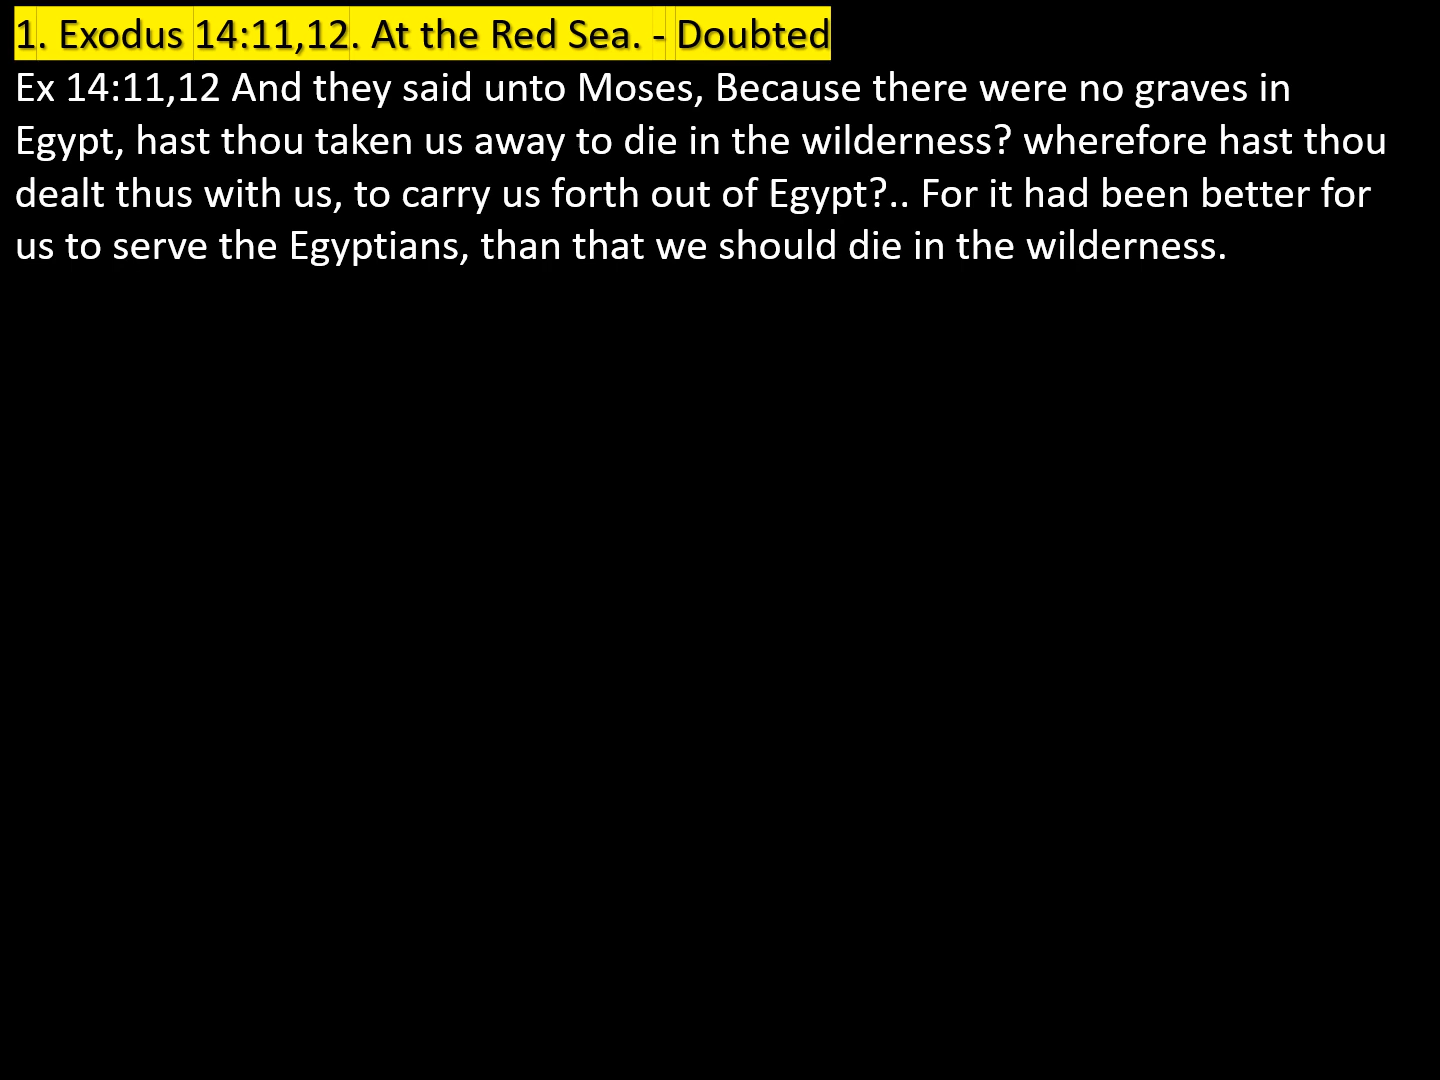 1. Exodus 14:11,12. At the Red Sea. - Doubted
Ex 14:11,12 And they said unto Moses, Because there were no graves in
Egypt, hast thou taken us away to die in the wilderness? wherefore hast thou
dealt thus with us, to carry us forth out of Egypt?.. For it had been better for
us to serve the Egyptians, than that we should die in the wilderness.